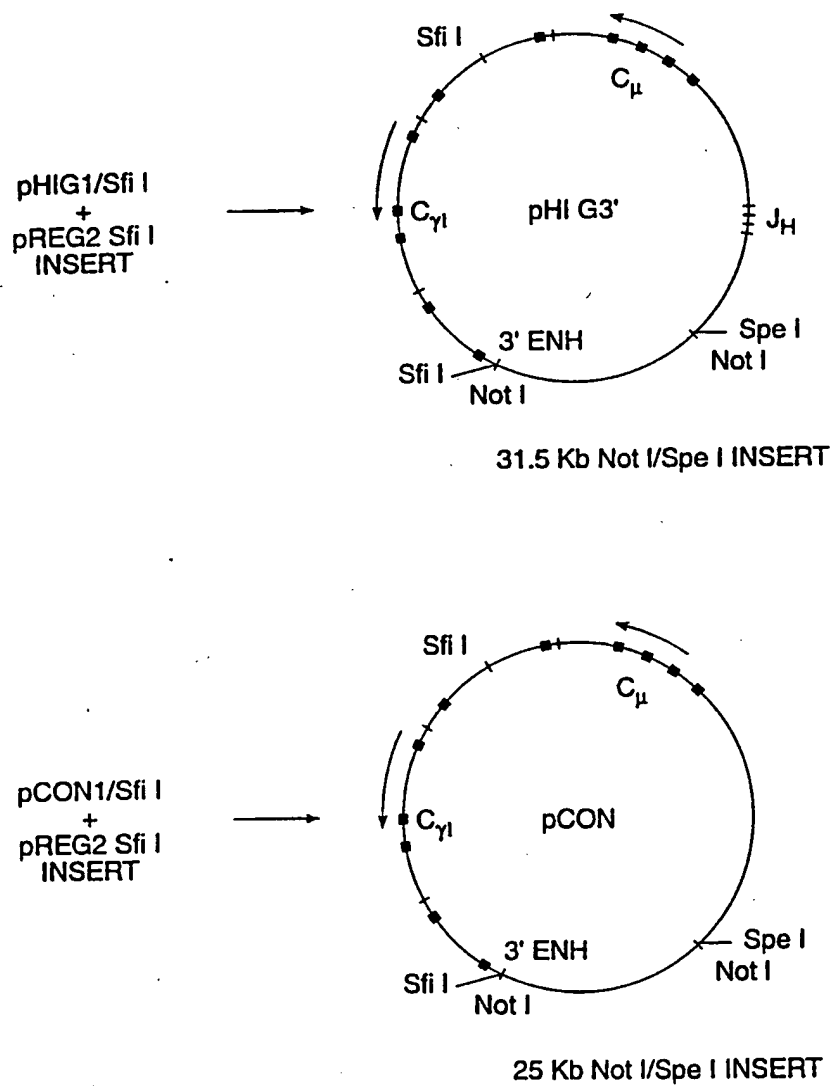 Sfi I
Cμ
pHIG1/Sfi I
+
pREG2 Sfi I
INSERT
CγI
pHI G3'
JH
3' ENH
Spe I
Sfi I
Not I
Not I
31.5 Kb Not I/Spe I INSERT
Sfi I
Cμ
pCON1/Sfi I
+
pREG2 Sfi I
INSERT
CγI
pCON
3' ENH
Spe I
Sfi I
Not I
Not I
25 Kb Not I/Spe I INSERT